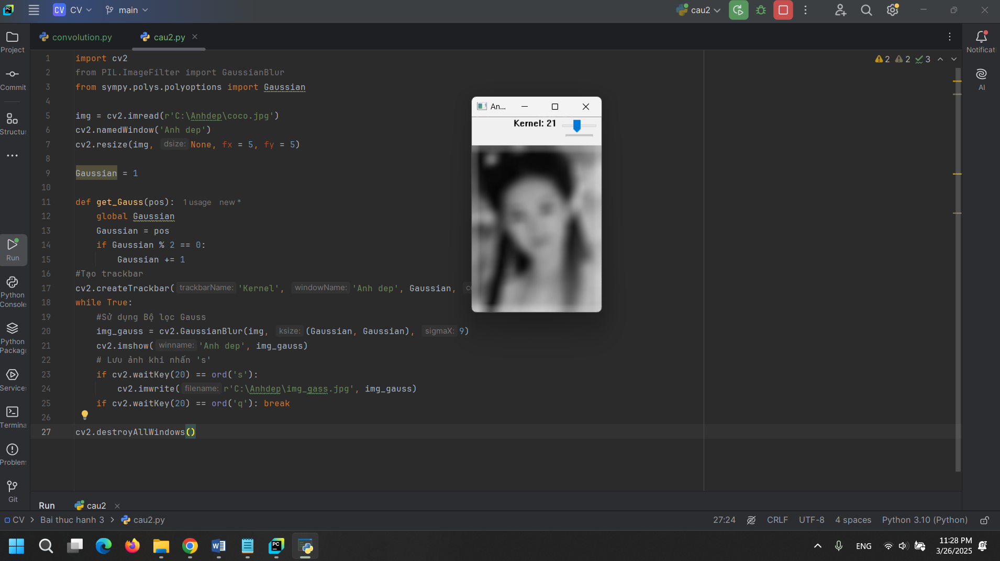 CV CV main cau2
convolution.py cau2.py
Project
Commit
Structur
Run
Python
Console
Python
Packag
Services
Termina
Problem
Git
Notificat
AI
2 2 3
1 import cv2
2 from PIL.ImageFilter import GaussianBlur
3 from sympy.polys.polyoptions import Gaussian
4
5 img = cv2.imread(r'C:\Anhdep\coco.jpg')
6 cv2.namedWindow('Anh dep')
7 cv2.resize(img, dsize: None, fx = 5, fy = 5)
8
9 Gaussian = 1
10
11 def get_Gauss(pos): 1 usage new *
12 global Gaussian
13 Gaussian = pos
14 if Gaussian % 2 == 0:
15 Gaussian += 1
16 #Tạo trackbar
17 cv2.createTrackbar( trackbarName: 'Kernel', windowName: 'Anh dep', Gaussian,
18 while True:
19 #Sử dụng Bộ lọc Gauss
20 img_gauss = cv2.GaussianBlur(img, ksize: (Gaussian, Gaussian), sigmaX: 9)
21 cv2.imshow( winname: 'Anh dep', img_gauss)
22 # Lưu ảnh khi nhấn 's'
23 if cv2.waitKey(20) == ord('s'):
24 cv2.imwrite( filename: r'C:\Anhdep\img_gass.jpg', img_gauss)
25 if cv2.waitKey(20) == ord('q'): break
26
27 cv2.destroyAllWindows()
An...
Kernel: 21
Run cau2
CV > Bai thuc hanh 3 > cau2.py 27:24 CRLF UTF-8 4 spaces Python 3.10 (Python)
ENG
11:28 PM
3/26/2025